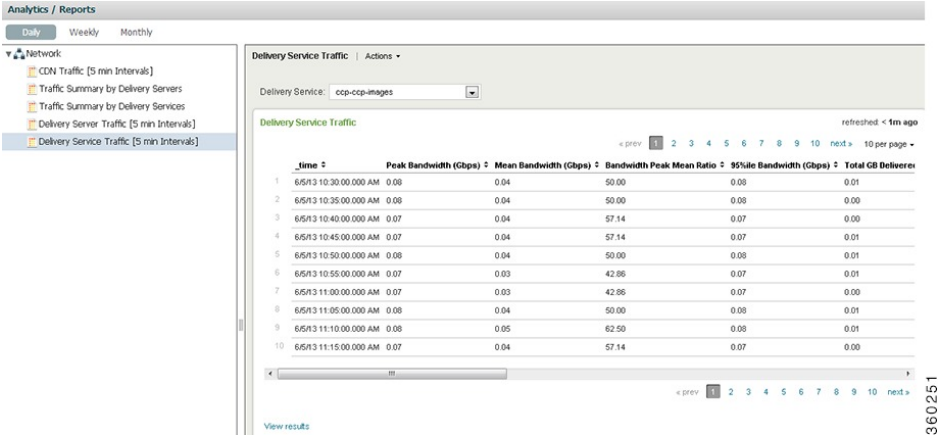 Analytics / Reports
Daily Weekly Monthly
Network
CDN Traffic [5 min Intervals]
Traffic Summary by Delivery Servers
Traffic Summary by Delivery Services
Delivery Server Traffic [5 min Intervals]
Delivery Service Traffic [5 min Intervals]
Delivery Service Traffic | Actions
Delivery Service: ccp-ccp-images
Delivery Service Traffic refreshed: < 1m ago
« prev 1 2 3 4 5 6 7 8 9 10 next » 10 per page
_time Peak Bandwidth (Gbps) Mean Bandwidth (Gbps) Bandwidth Peak Mean Ratio 95%ile Bandwidth (Gbps) Total GB Delivered
1 6/5/13 10:30:00.000 AM 0.08 0.04 50.00 0.08 0.01
2 6/5/13 10:35:00.000 AM 0.08 0.04 50.00 0.08 0.00
3 6/5/13 10:40:00.000 AM 0.07 0.04 57.14 0.07 0.00
4 6/5/13 10:45:00.000 AM 0.07 0.04 57.14 0.07 0.01
5 6/5/13 10:50:00.000 AM 0.08 0.04 50.00 0.08 0.01
6 6/5/13 10:55:00.000 AM 0.07 0.03 42.86 0.07 0.01
7 6/5/13 11:00:00.000 AM 0.07 0.03 42.86 0.07 0.00
8 6/5/13 11:05:00.000 AM 0.08 0.04 50.00 0.08 0.01
9 6/5/13 11:10:00.000 AM 0.08 0.05 62.50 0.08 0.01
10 6/5/13 11:15:00.000 AM 0.07 0.04 57.14 0.07 0.00
« prev 1 2 3 4 5 6 7 8 9 10 next »
View results
360251